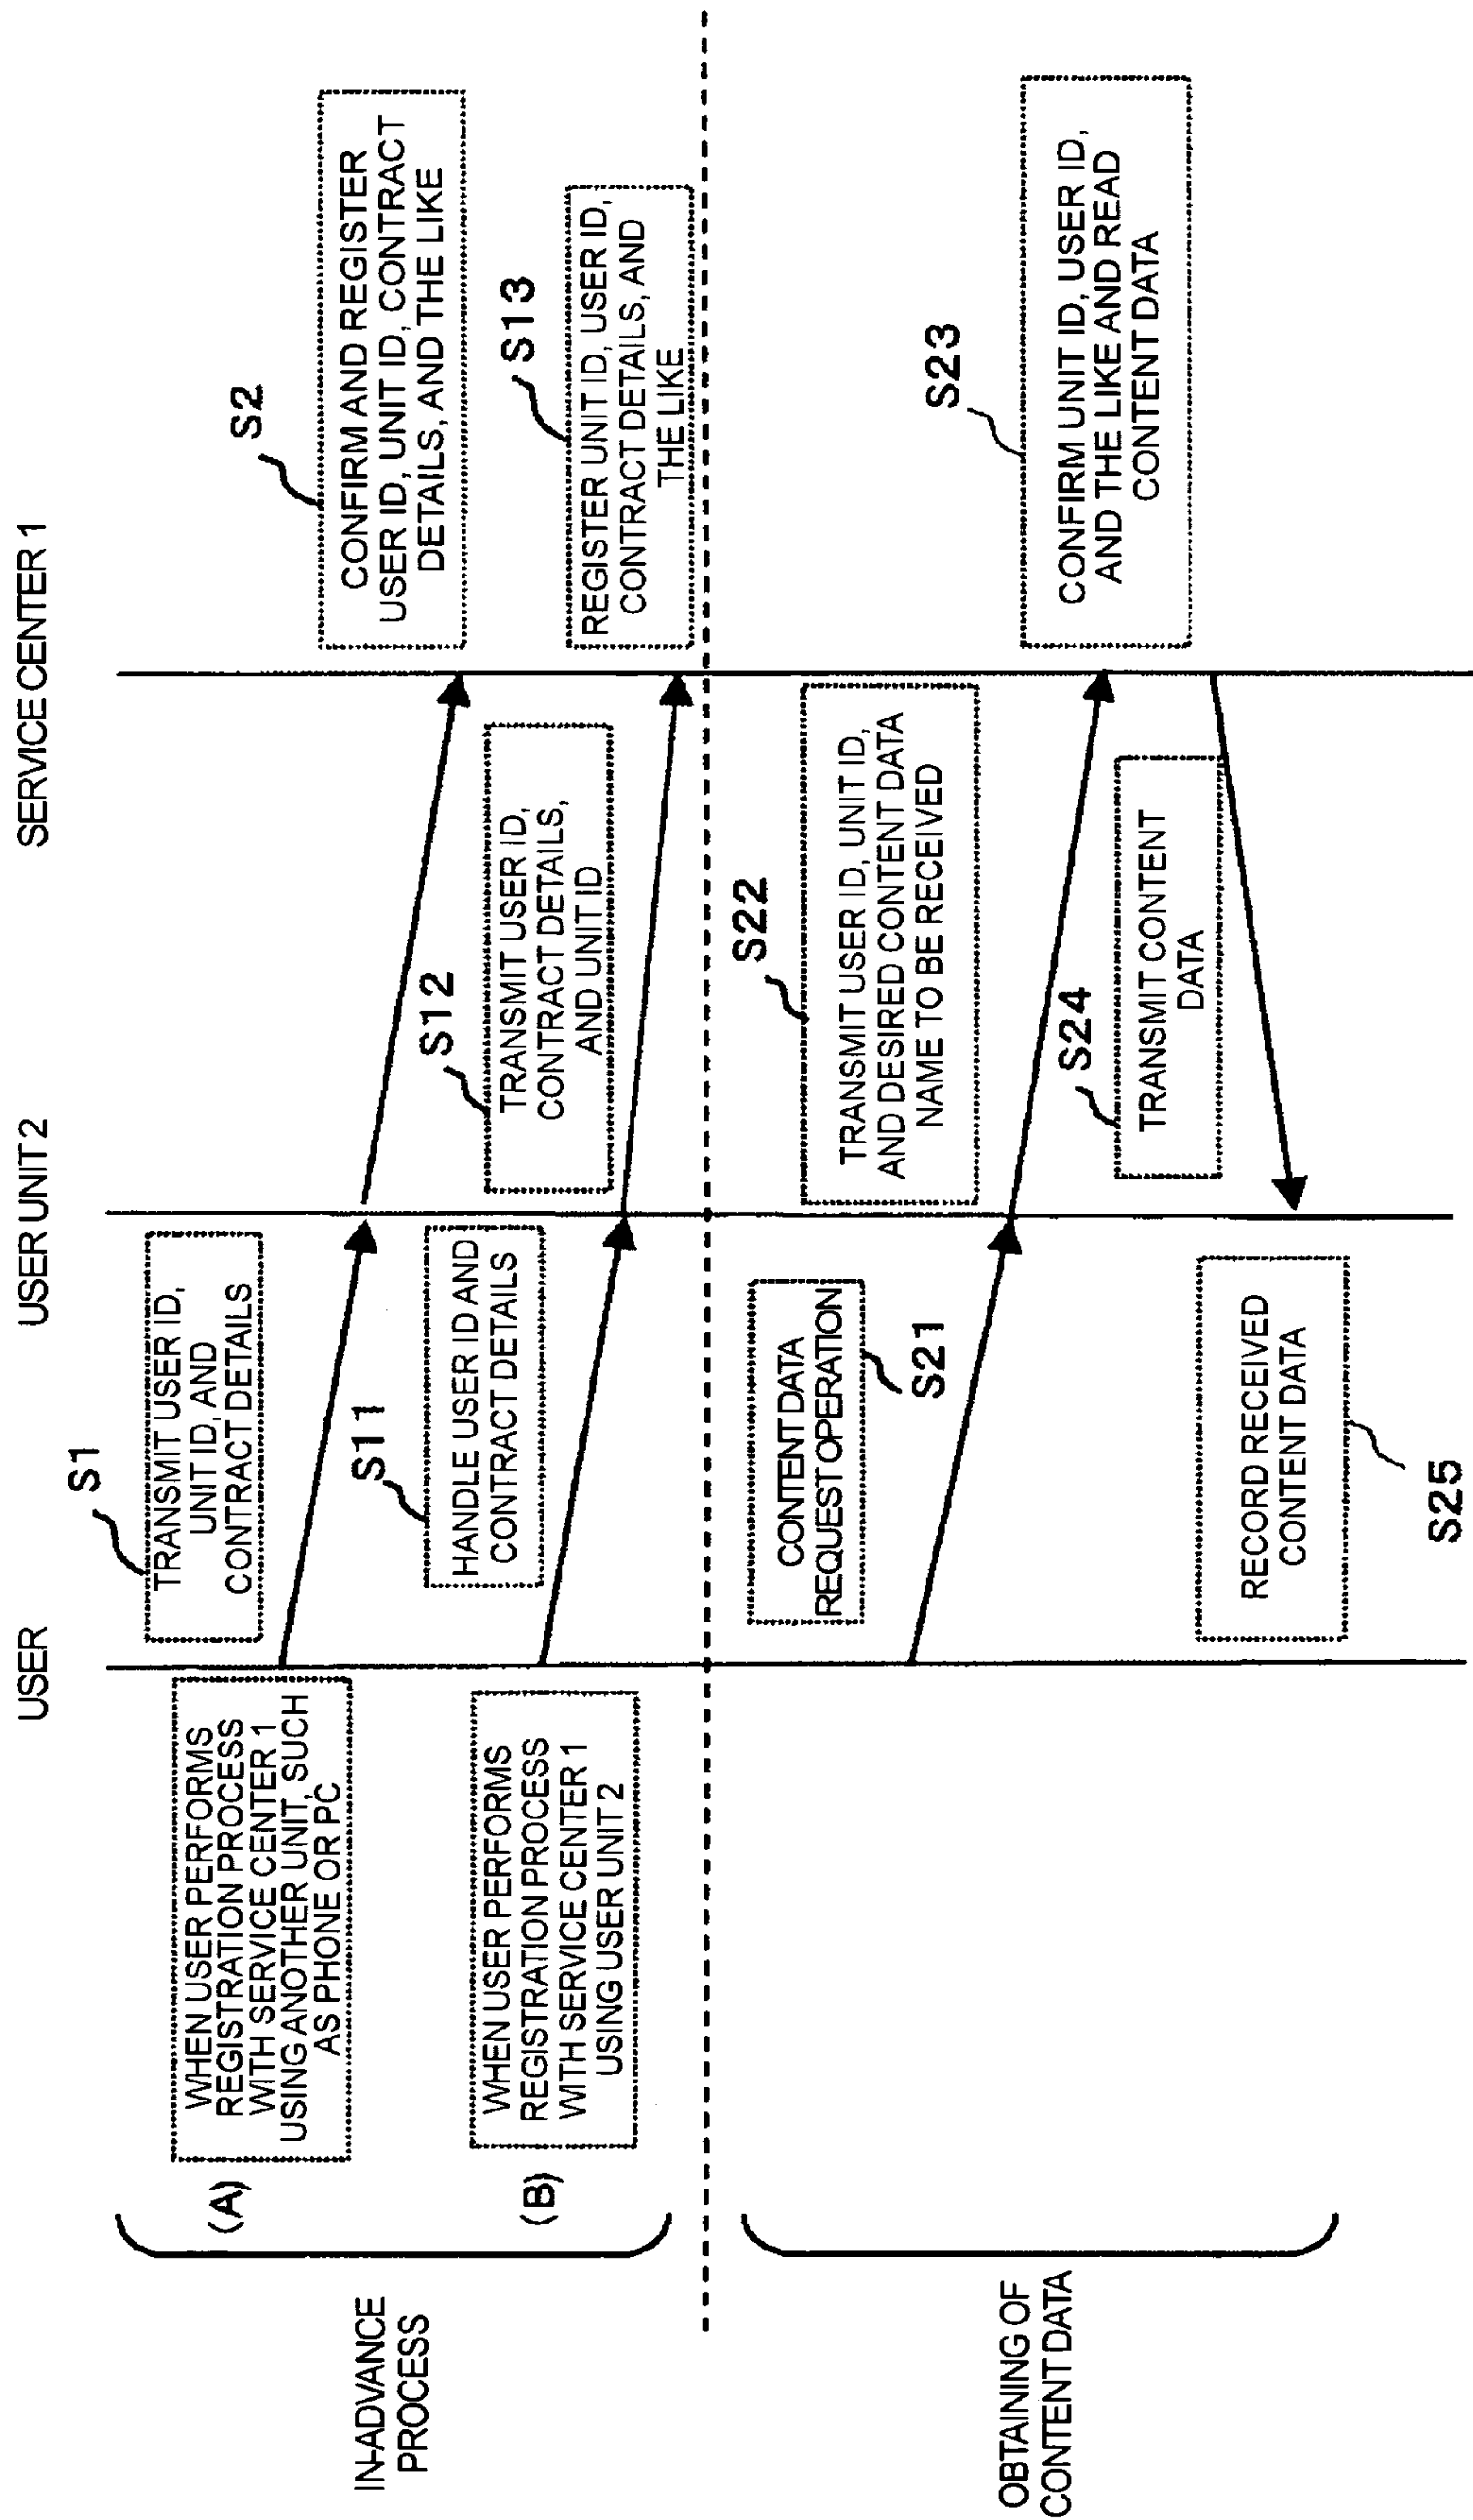 USER
USER UNIT 2
SERVICE CENTER 1
IN-ADVANCE
PROCESS
(A)
WHEN USER PERFORMS
REGISTRATION PROCESS
WITH SERVICE CENTER 1
USING ANOTHER UNIT, SUCH
AS PHONE OR PC
S1
TRANSMIT USER ID,
UNIT ID, AND
CONTRACT DETAILS
S2
CONFIRM AND REGISTER
USER ID, UNIT ID, CONTRACT
DETAILS, AND THE LIKE
(B)
WHEN USER PERFORMS
REGISTRATION PROCESS
WITH SERVICE CENTER 1
USING USER UNIT 2
S11
HANDLE USER ID AND
CONTRACT DETAILS
S12
TRANSMIT USER ID,
CONTRACT DETAILS,
AND UNIT ID
S13
REGISTER UNIT ID, USER ID,
CONTRACT DETAILS, AND
THE LIKE
OBTAINING OF
CONTENT DATA
CONTENT DATA
REQUEST OPERATION
S21
S22
TRANSMIT USER ID, UNIT ID,
AND DESIRED CONTENT DATA
NAME TO BE RECEIVED
S23
CONFIRM UNIT ID, USER ID,
AND THE LIKE AND READ
CONTENT DATA
S24
TRANSMIT CONTENT
DATA
RECORD RECEIVED
CONTENT DATA
S25